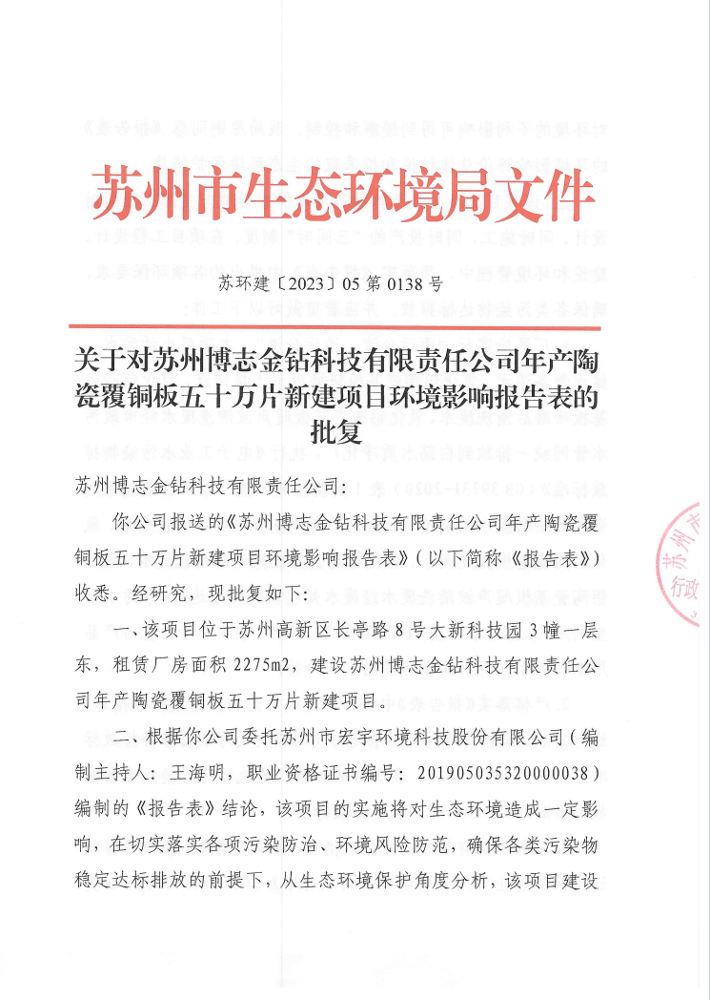 苏州市生态环境局文件
苏环建〔2023〕05第0138号
关于对苏州博志金钻科技有限责任公司年产陶
瓷覆铜板五十万片新建项目环境影响报告表的
批复
苏州博志金钻科技有限责任公司：
你公司报送的《苏州博志金钻科技有限责任公司年产陶瓷覆
铜板五十万片新建项目环境影响报告表》（以下简称《报告表》）
收悉。经研究，现批复如下：
一、该项目位于苏州高新区长亭路8号大新科技园3幢一层
东，租赁厂房面积2275m2，建设苏州博志金钻科技有限责任公
司年产陶瓷覆铜板五十万片新建项目。
二、根据你公司委托苏州市宏宇环境科技股份有限公司（编
制主持人：王海明，职业资格证书编号：201905035320000038）
编制的《报告表》结论，该项目的实施将对生态环境造成一定影
响，在切实落实各项污染防治、环境风险防范，确保各类污染物
稳定达标排放的前提下，从生态环境保护角度分析，该项目建设
苏州市
行政